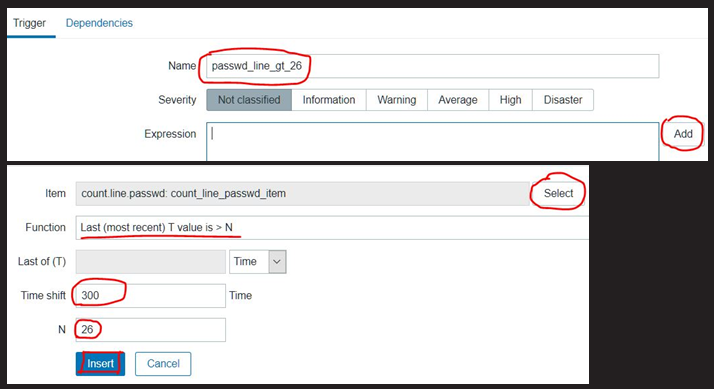 Trigger Dependencies
Name passwd_line_gt_26
Severity Not classified Information Warning Average High Disaster
Expression Add
Item count.line.passwd: count_line_passwd_item Select
Function Last (most recent) T value is > N
Last of (T) Time
Time shift 300 Time
N 26
Insert Cancel